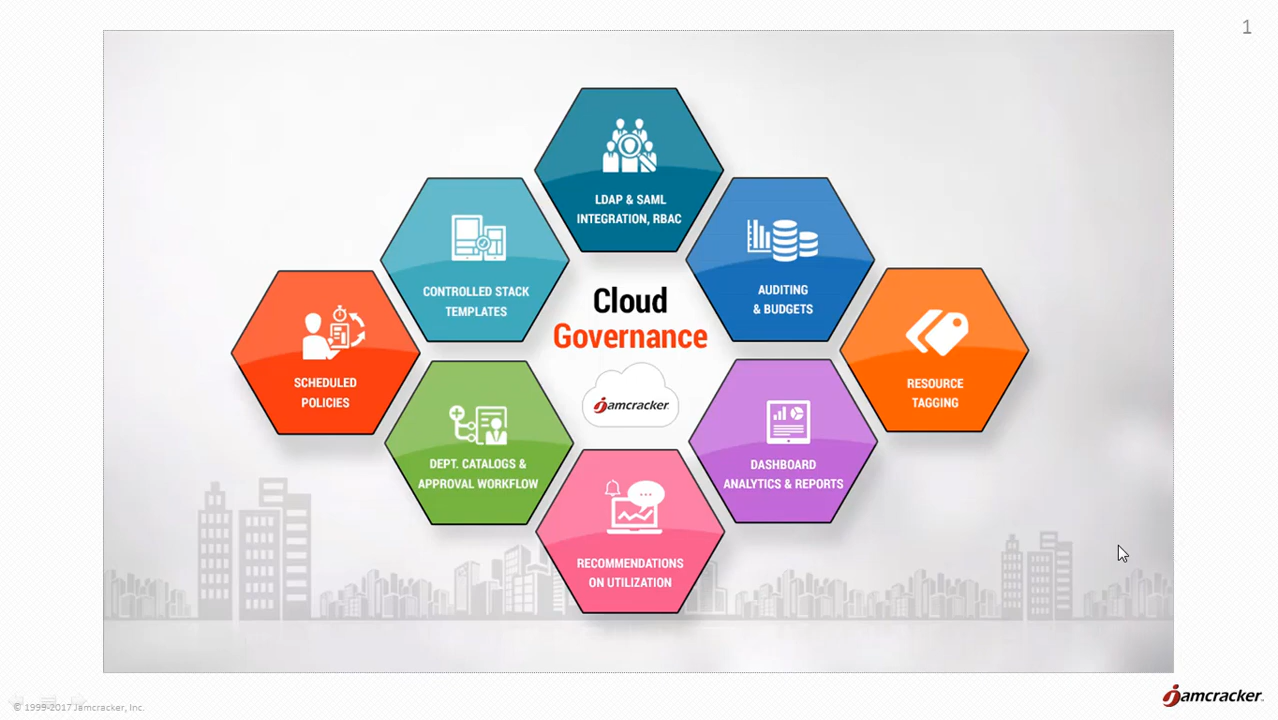 1
LDAP & SAML
INTEGRATION, RBAC
CONTROLLED STACK
TEMPLATES
AUDITING
& BUDGETS
Cloud
Governance
SCHEDULED
POLICIES
RESOURCE
TAGGING
jamcracker
DEPT. CATALOGS &
APPROVAL WORKFLOW
DASHBOARD
ANALYTICS & REPORTS
RECOMMENDATIONS
ON UTILIZATION
jamcracker
© 1999-2017 Jamcracker, Inc.